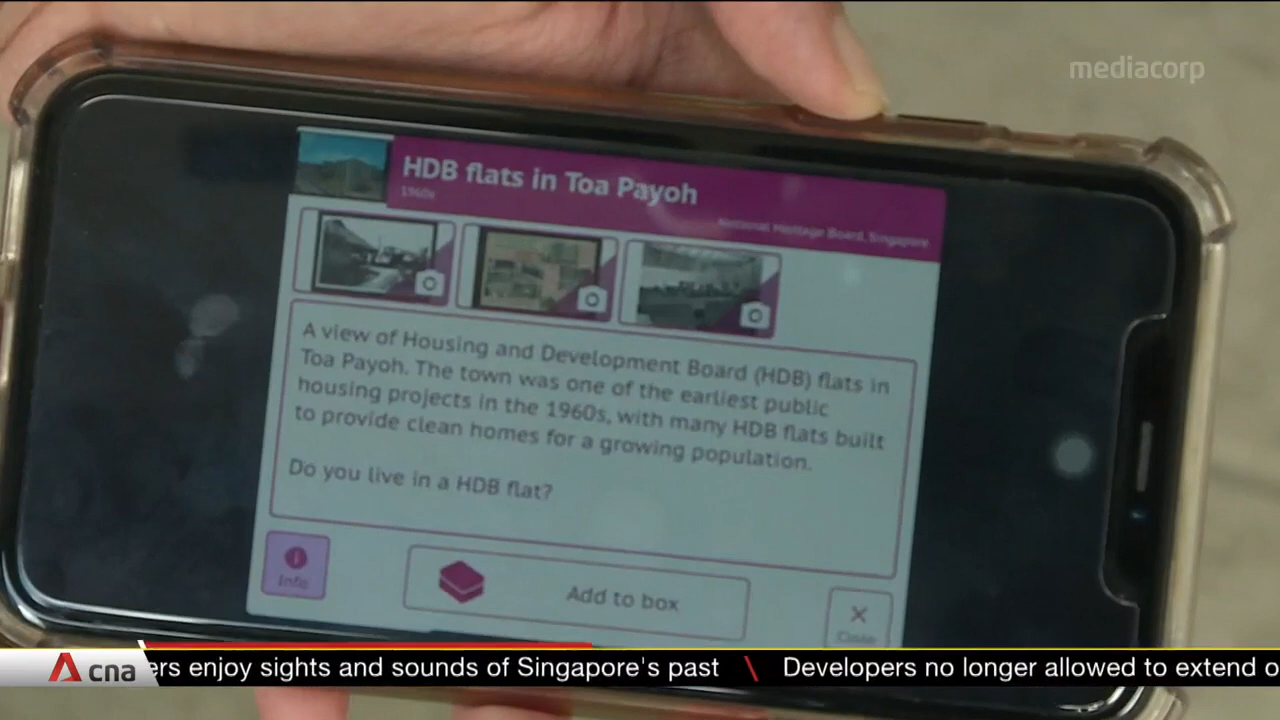 mediacorp
HDB flats in Toa Payoh
1960s
National Heritage Board, Singapore
A view of Housing and Development Board (HDB) flats in
Toa Payoh. The town was one of the earliest public
housing projects in the 1960s, with many HDB flats built
to provide clean homes for a growing population.
Do you live in a HDB flat?
Info
Add to box
Close
cna
ers enjoy sights and sounds of Singapore's past \ Developers no longer allowed to extend o